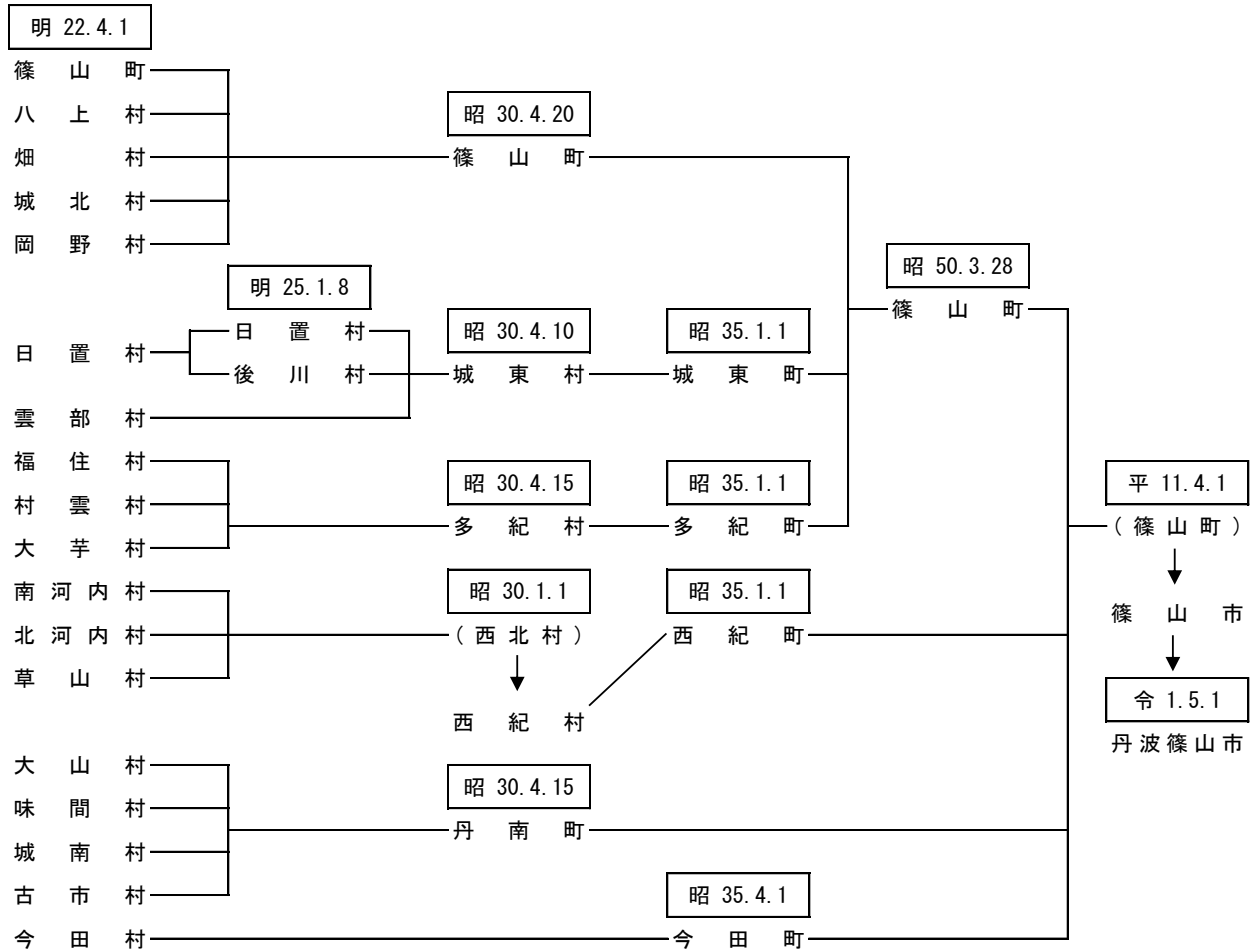 明 22.4.1
篠山町
八上村
昭 30.4.20
畑村
篠山町
城北村
岡野村
昭 50.3.28
明 25.1.8
篠山町
日置村
昭 30.4.10
昭 35.1.1
日置村
後川村
城東村
城東町
雲部村
福住村
昭 30.4.15
昭 35.1.1
平 11.4.1
村雲村
多紀村
多紀町
(篠山町)
大芋村
南河内村
昭 30.1.1
昭 35.1.1
篠山市
北河内村
(西北村)
西紀町
草山村
令 1.5.1
西紀村
丹波篠山市
大山村
昭 30.4.15
味間村
丹南町
城南村
古市村
昭 35.4.1
今田村
今田町